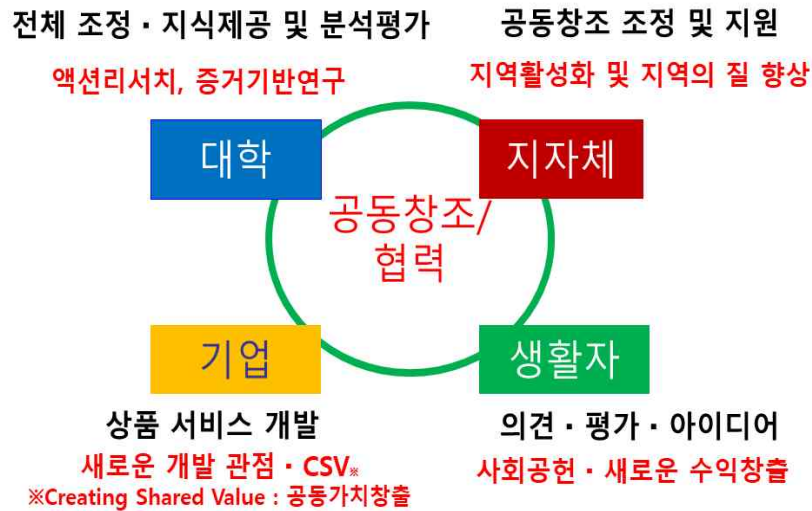 전체 조정・지식제공 및 분석평가
액션리서치, 증거기반연구
대학
공동창조 조정 및 지원
지역활성화 및 지역의 질 향상
지자체
공동창조/
협력
기업
상품 서비스 개발
새로운 개발 관점・CSV※
※Creating Shared Value : 공동가치창출
생활자
의견・평가・아이디어
사회공헌・새로운 수익창출